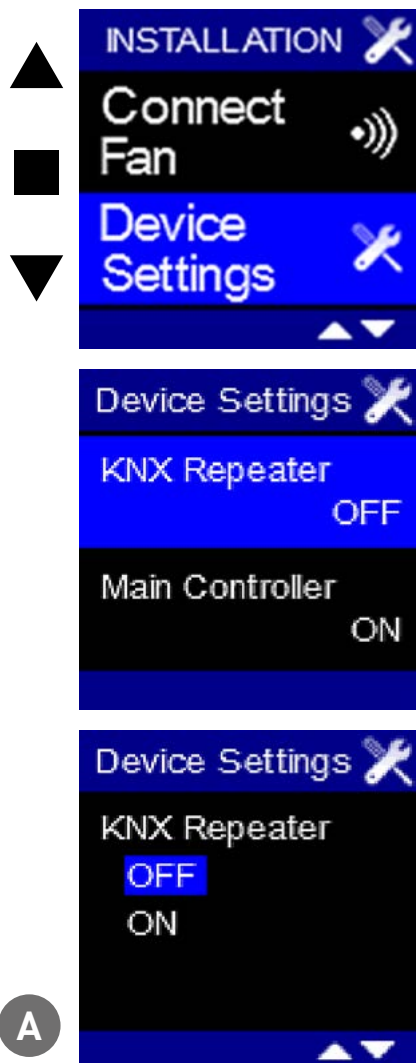 INSTALLATION
Connect
Fan
Device
Settings
Device Settings
KNX Repeater
OFF
Main Controller
ON
Device Settings
KNX Repeater
OFF
ON
A